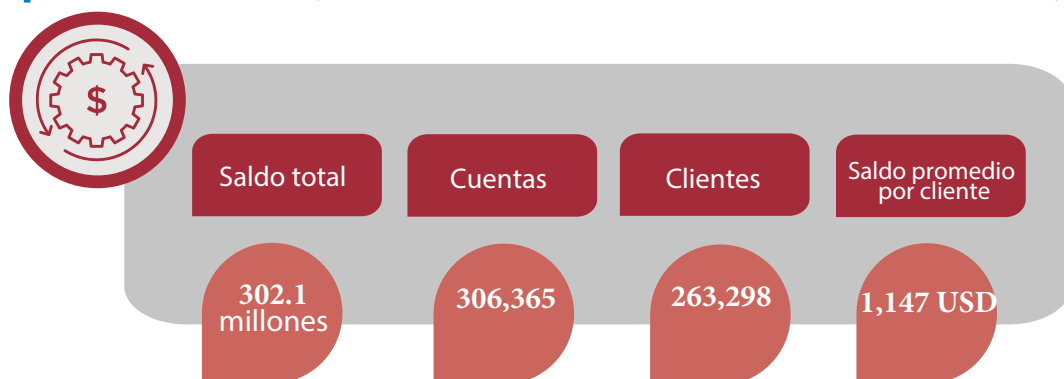 $
Saldo total
Cuentas
Clientes
Saldo promedio
por cliente
302.1
millones
306,365
263,298
1,147 USD